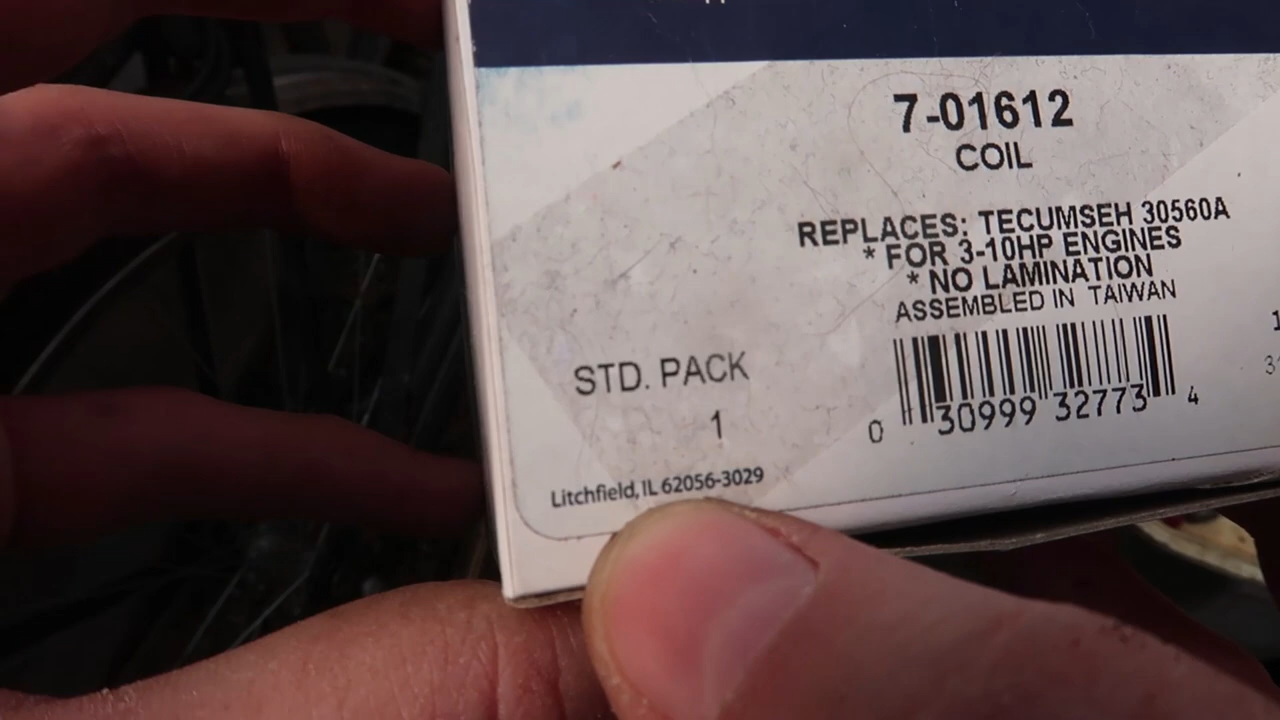 7-01612
COIL
REPLACES: TECUMSEH 30560A
* FOR 3-10HP ENGINES
* NO LAMINATION
ASSEMBLED IN TAIWAN
STD. PACK
1
0 30999 32773 4
Litchfield, IL 62056-3029